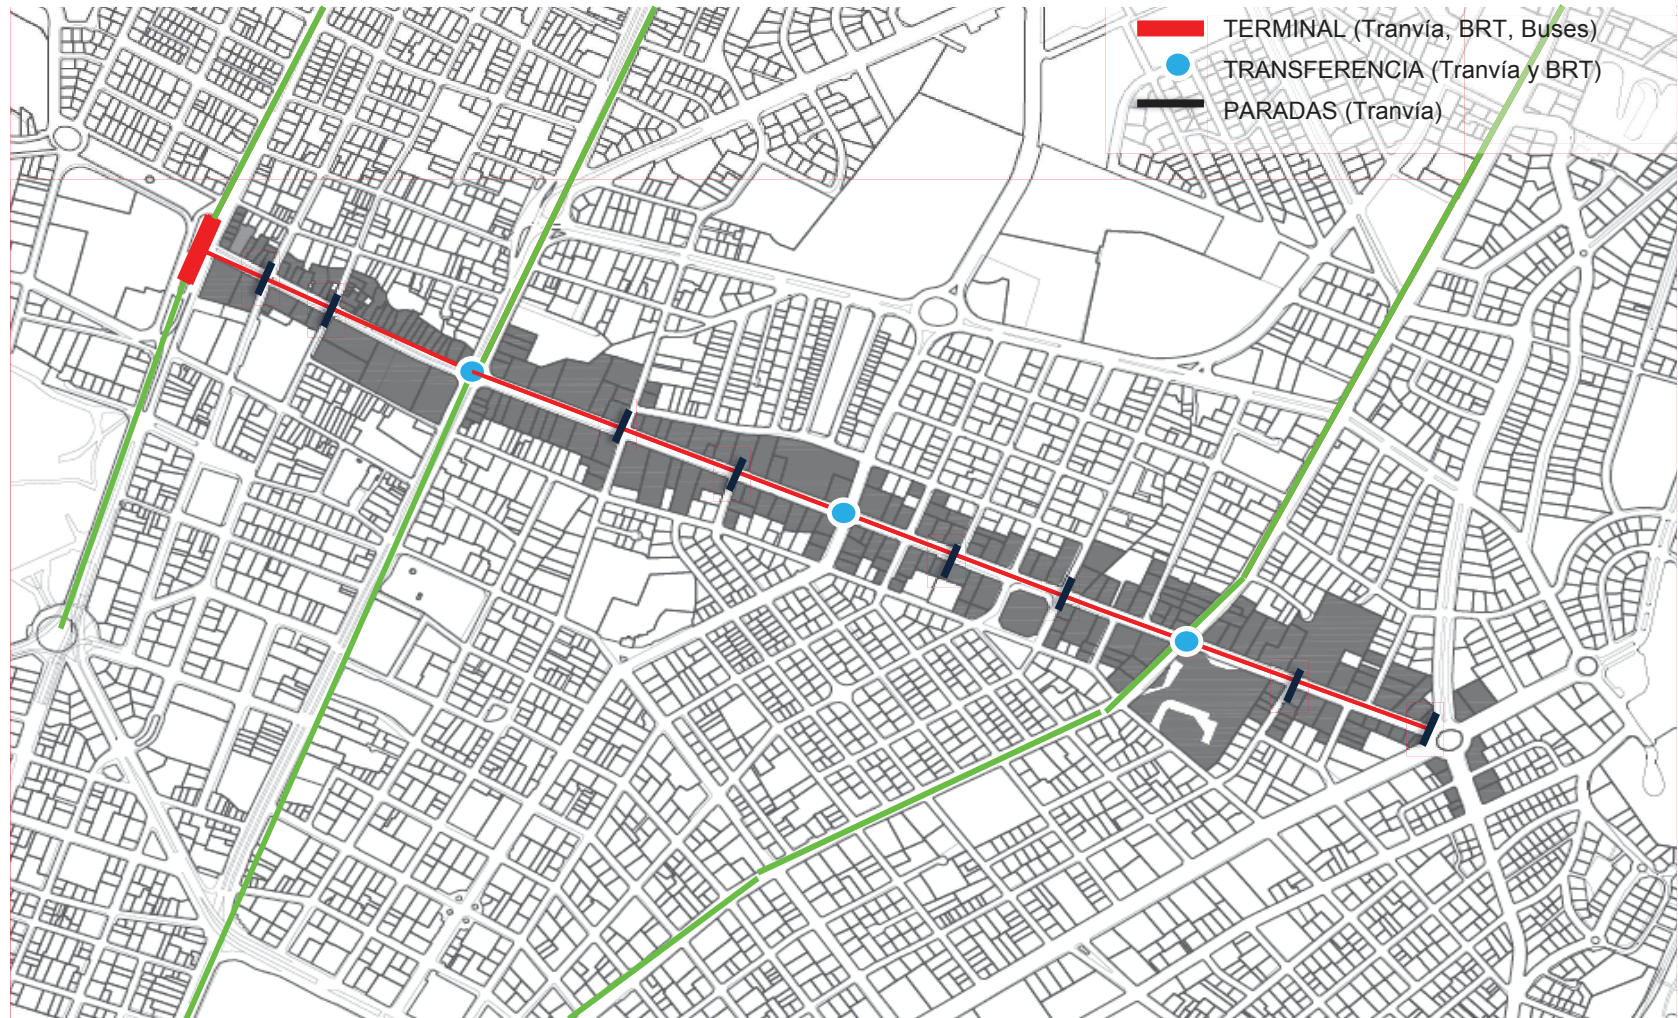 TERMINAL (Tranvía, BRT, Buses)
TRANSFERENCIA (Tranvía y BRT)
PARADAS (Tranvía)